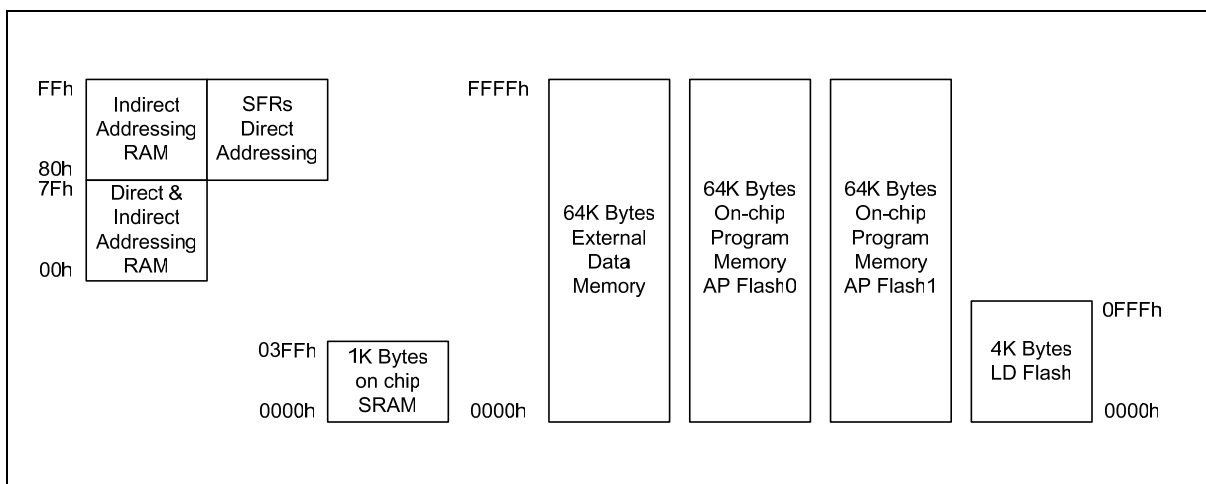 FFh
Indirect
Addressing
RAM
SFRs
Direct
Addressing
80h
7Fh
Direct &
Indirect
Addressing
RAM
00h
03FFh
1K Bytes
on chip
SRAM
0000h
FFFFh
64K Bytes
External
Data
Memory
0000h
64K Bytes
On-chip
Program
Memory
AP Flash0
64K Bytes
On-chip
Program
Memory
AP Flash1
0FFFh
4K Bytes
LD Flash
0000h